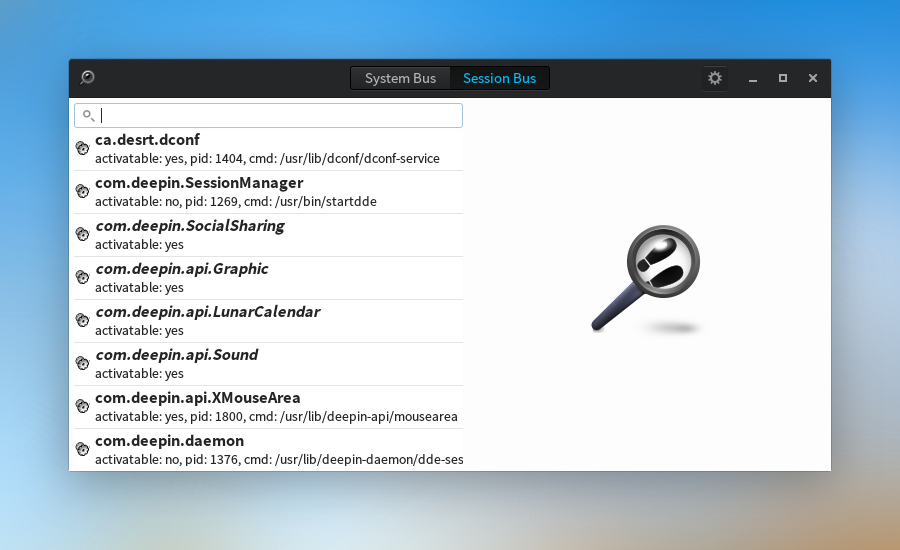 System Bus Session Bus
ca.desrt.dconf
activatable: yes, pid: 1404, cmd: /usr/lib/dconf/dconf-service
com.deepin.SessionManager
activatable: no, pid: 1269, cmd: /usr/bin/startdde
com.deepin.SocialSharing
activatable: yes
com.deepin.api.Graphic
activatable: yes
com.deepin.api.LunarCalendar
activatable: yes
com.deepin.api.Sound
activatable: yes
com.deepin.api.XMouseArea
activatable: yes, pid: 1800, cmd: /usr/lib/deepin-api/mousearea
com.deepin.daemon
activatable: no, pid: 1376, cmd: /usr/lib/deepin-daemon/dde-ses